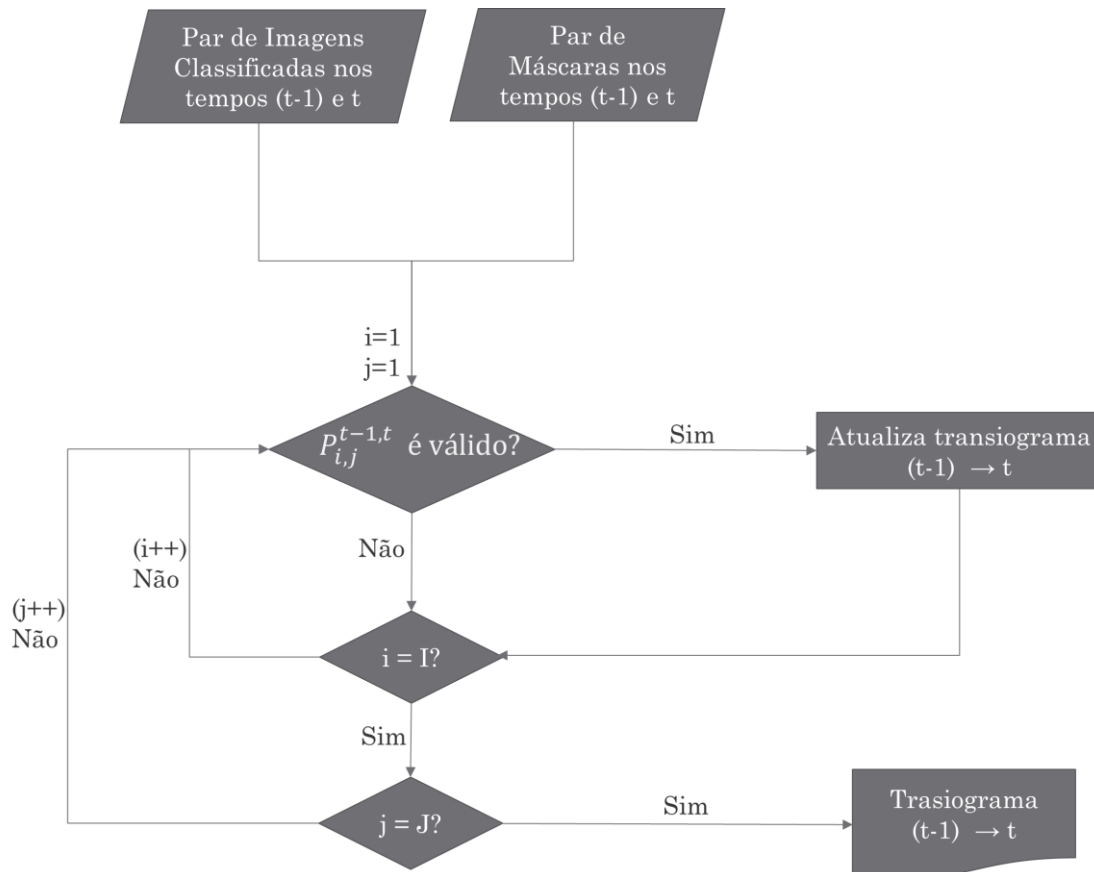 Par de Imagens
Classificadas nos
tempos (t-1) e t
Par de
Máscaras nos
tempos (t-1) e t
i=1
j=1
$P_{i,j}^{t-1,t}$ é válido?
Sim
Atualiza transiograma
(t-1) → t
(i++)
Não
Não
(j++)
Não
i = I?
Sim
j = J?
Sim
Trasiograma
(t-1) → t